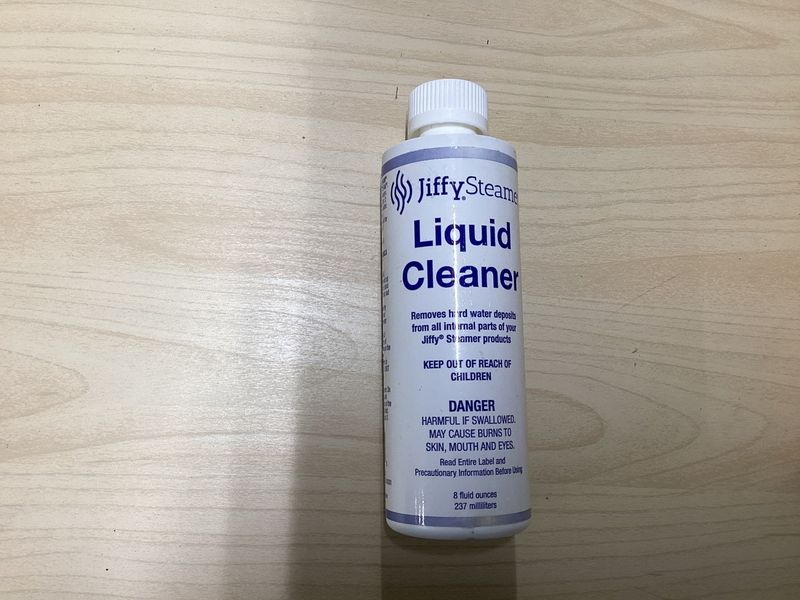 Jiffy® Steame
Liquid
Cleaner
Removes hard water deposits
from all internal parts of your
Jiffy® Steamer products
KEEP OUT OF REACH OF
CHILDREN
DANGER
HARMFUL IF SWALLOWED.
MAY CAUSE BURNS TO
SKIN, MOUTH AND EYES.
Read Entire Label and
Precautionary Information Before Using
8 fluid ounces
237 milliliters